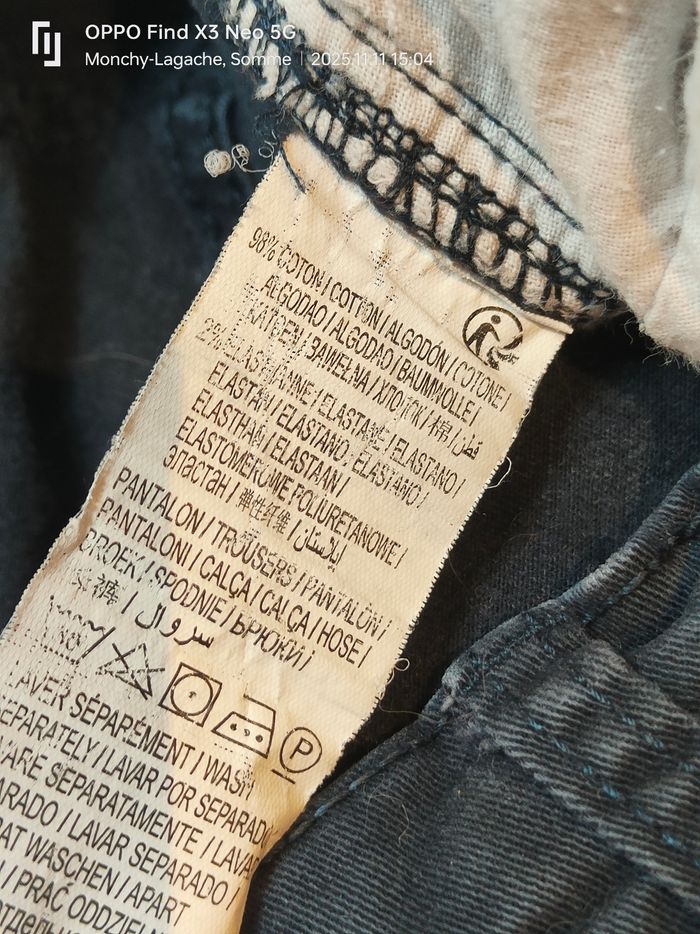 OPPO Find X3 Neo 5G
Monchy-Lagache, Somme | 2025.11.11 15:04
98% COTON / COTTON / ALGODÓN / COTONE /
ALGODAO / ALGODAO / BAUMWOLLE /
KATOEN / BAWEŁNA / ХЛОПОК / 棉 / قطن
2% ELASTHANNE / ELASTANE / ELASTANO /
ELASTAN / ELASTANO / ELASTANO /
ELASTHAN / ELASTAAN /
ELASTOMEROWE POLIURETANOWE /
Эластан / 弹性纤维 / إيلاستان
PANTALON / TROUSERS / PANTALÓN /
PANTALONI / CALÇA / CALÇA / HOSE /
BROEK / SPODNIE / БРЮКИ /
裤 / سروال
P
LAVER SÉPARÉMENT / WASH
SEPARATELY / LAVAR POR SEPARADO
LAVARE SEPARATAMENTE / LAVAR
SEPARADO / LAVAR SEPARADO /
WASCHEN / APART
/ PRAĆ ODDZIELNIE